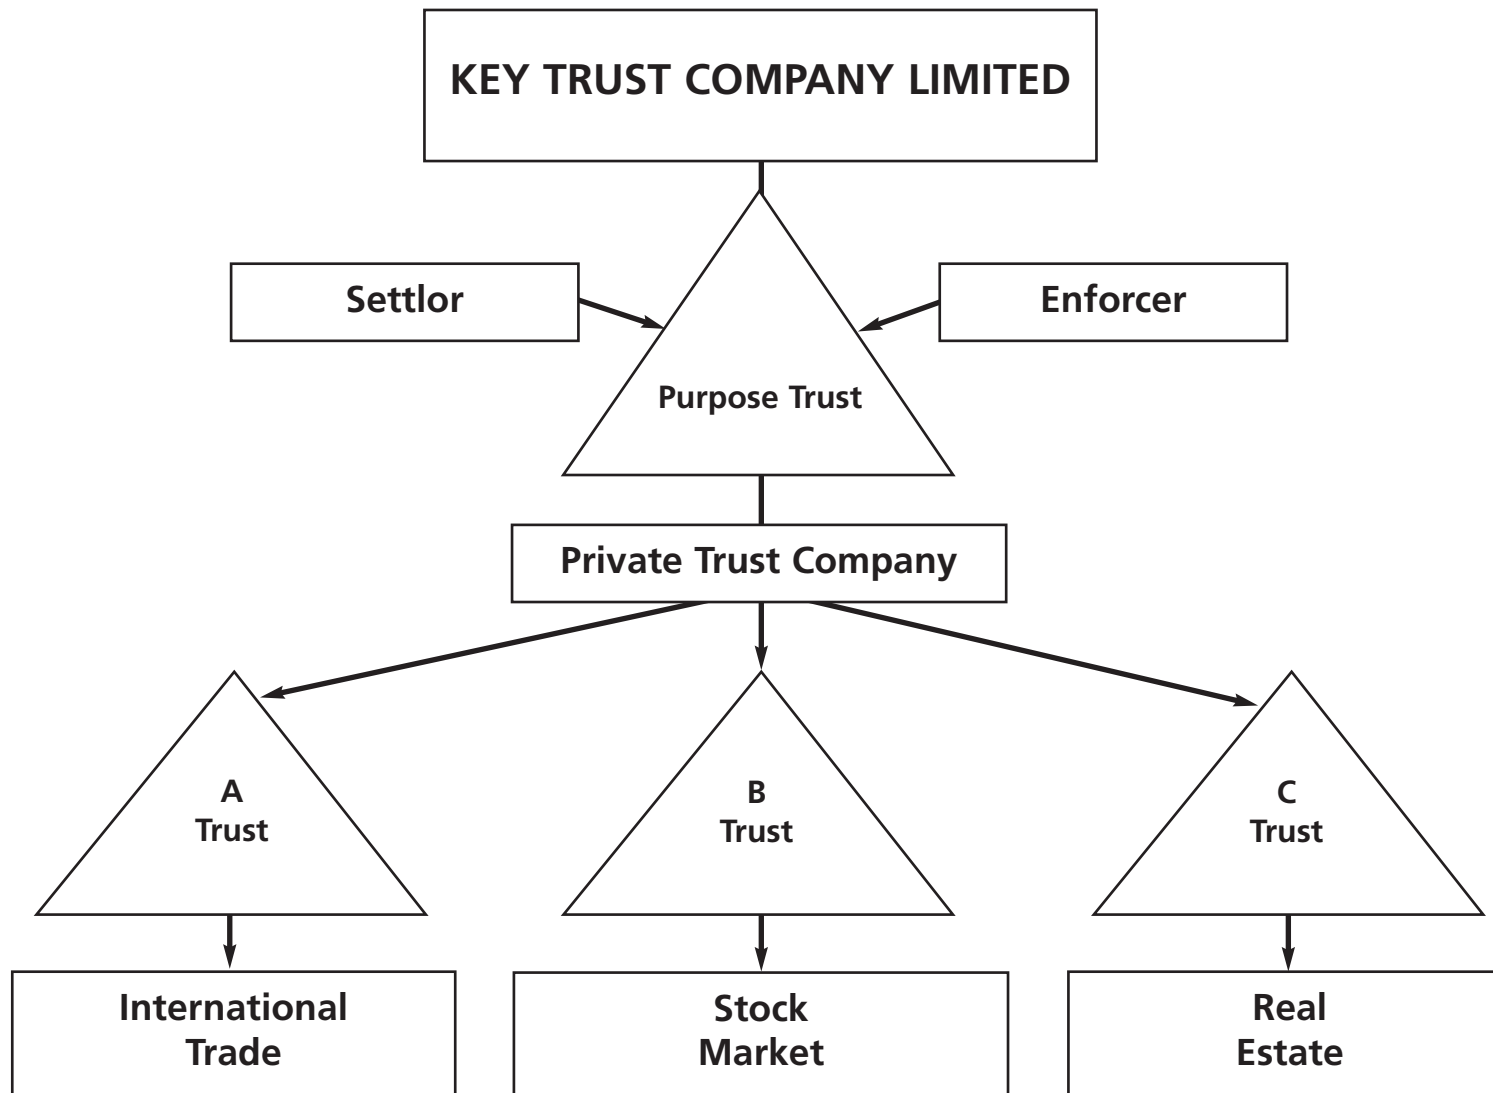 KEY TRUST COMPANY LIMITED
Settlor
Enforcer
Purpose Trust
Private Trust Company
A
Trust
B
Trust
C
Trust
International
Trade
Stock
Market
Real
Estate